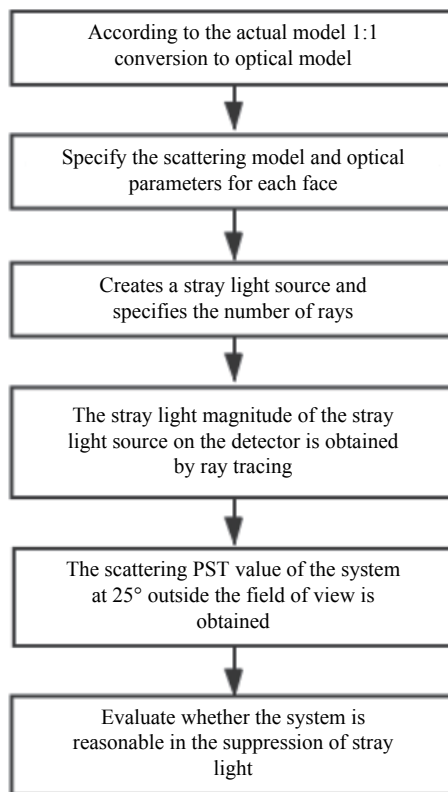 According to the actual model 1:1
conversion to optical model
Specify the scattering model and optical
parameters for each face
Creates a stray light source and
specifies the number of rays
The stray light magnitude of the stray
light source on the detector is obtained
by ray tracing
The scattering PST value of the system
at 25° outside the field of view is
obtained
Evaluate whether the system is
reasonable in the suppression of stray
light